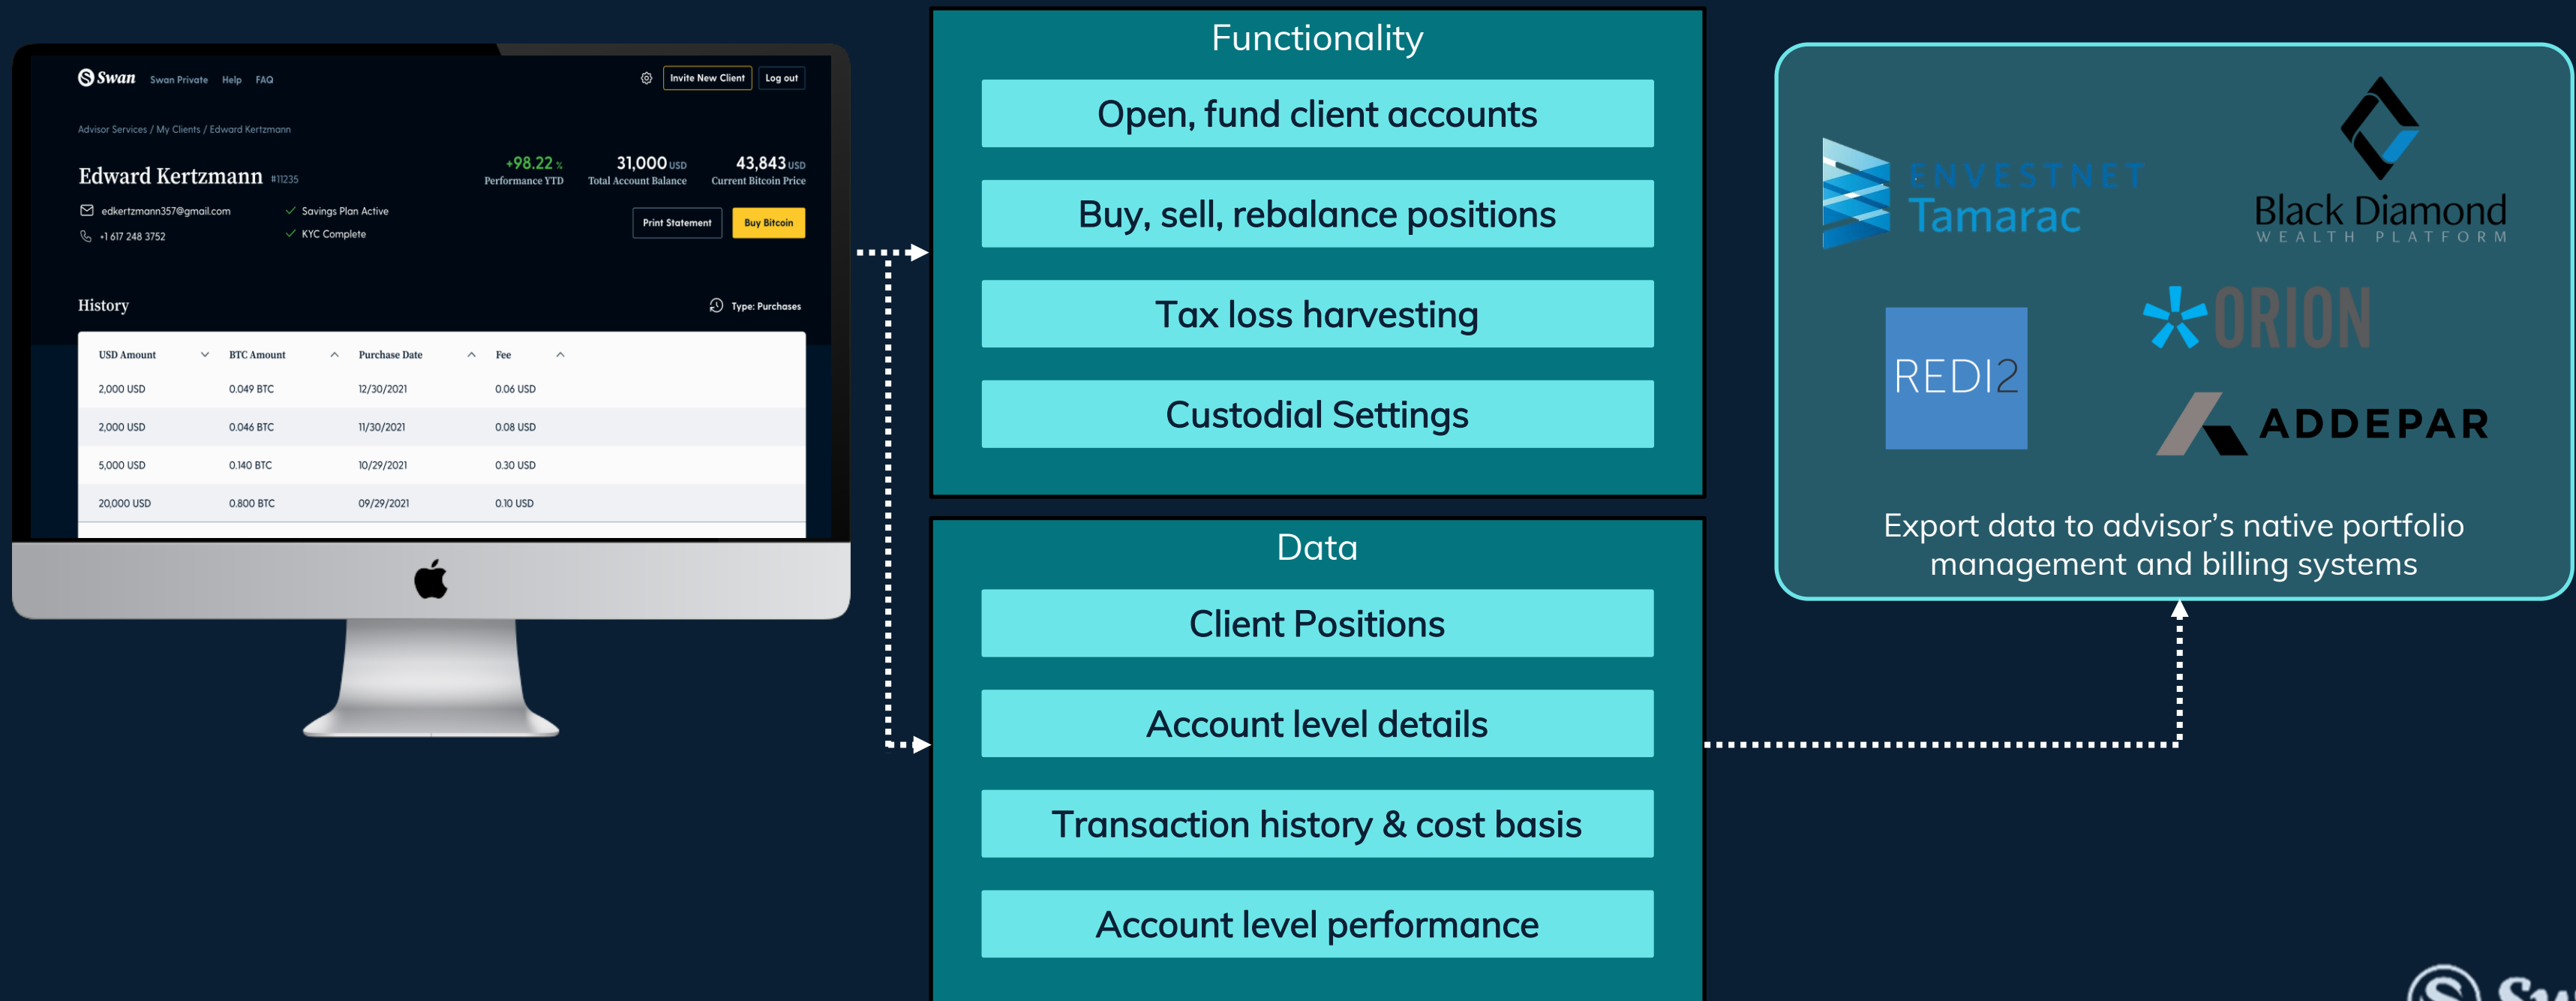 Swan Swan Private Help FAQ Invite New Client Log out
Advisor Services / My Clients / Edward Kertzmann
Edward Kertzmann #11235
+98.22 % 31,000 USD 43,843 USD
Performance YTD Total Account Balance Current Bitcoin Price
edkertzmann357@gmail.com Savings Plan Active
+1 617 248 3752 KYC Complete
Print Statement Buy Bitcoin
History Type: Purchases
USD Amount BTC Amount Purchase Date Fee
2,000 USD 0.049 BTC 12/30/2021 0.06 USD
2,000 USD 0.046 BTC 11/30/2021 0.08 USD
5,000 USD 0.140 BTC 10/29/2021 0.30 USD
20,000 USD 0.800 BTC 09/29/2021 0.10 USD
Functionality
Open, fund client accounts
Buy, sell, rebalance positions
Tax loss harvesting
Custodial Settings
Data
Client Positions
Account level details
Transaction history & cost basis
Account level performance
ENVESTNET
Tamarac
Black Diamond
WEALTH PLATFORM
REDI2
ORION
ADDEPAR
Export data to advisor’s native portfolio
management and billing systems